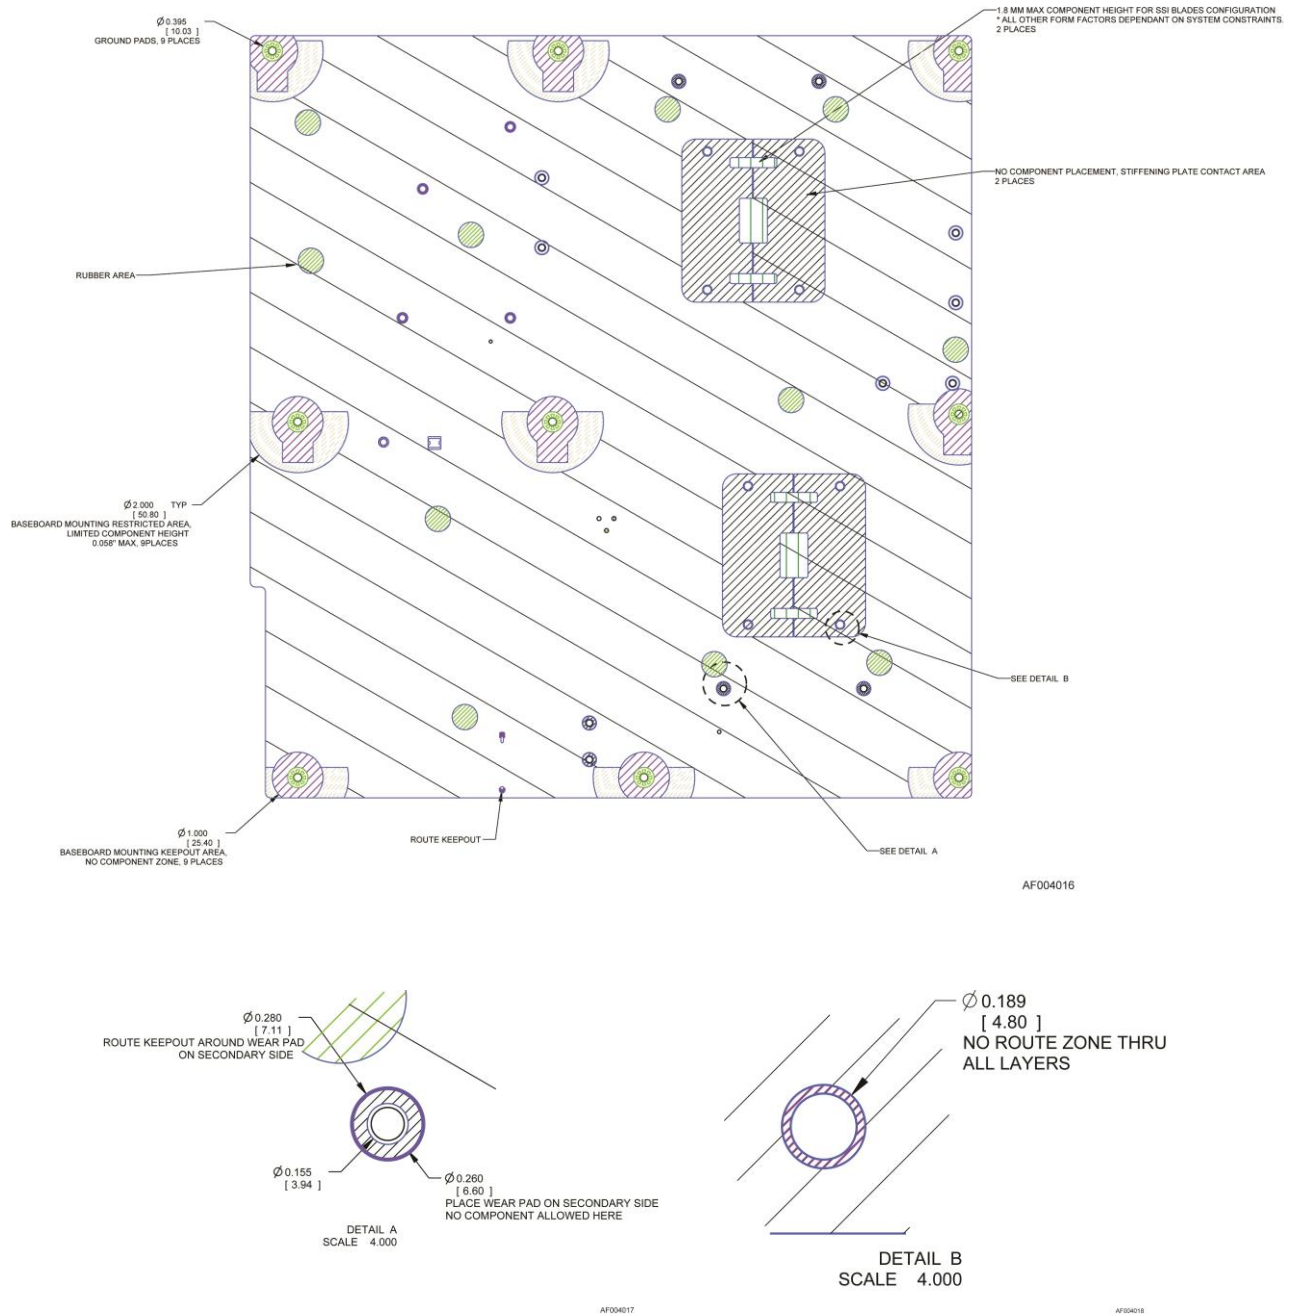 Ø 0.395
[ 10.03 ]
GROUND PADS, 9 PLACES
1.8 MM MAX COMPONENT HEIGHT FOR SSI BLADES CONFIGURATION
* ALL OTHER FORM FACTORS DEPENDANT ON SYSTEM CONSTRAINTS.
2 PLACES
NO COMPONENT PLACEMENT, STIFFENING PLATE CONTACT AREA
2 PLACES
RUBBER AREA
Ø 2.000 TYP
[ 50.80 ]
BASEBOARD MOUNTING RESTRICTED AREA,
LIMITED COMPONENT HEIGHT
0.058" MAX, 9PLACES
SEE DETAIL B
Ø 1.000
[ 25.40 ]
BASEBOARD MOUNTING KEEPOUT AREA,
NO COMPONENT ZONE, 9 PLACES
ROUTE KEEPOUT
SEE DETAIL A
AF004016
Ø 0.280
[ 7.11 ]
ROUTE KEEPOUT AROUND WEAR PAD
ON SECONDARY SIDE
Ø 0.155
[ 3.94 ]
Ø 0.260
[ 6.60 ]
PLACE WEAR PAD ON SECONDARY SIDE
NO COMPONENT ALLOWED HERE
DETAIL A
SCALE 4.000
Ø 0.189
[ 4.80 ]
NO ROUTE ZONE THRU
ALL LAYERS
DETAIL B
SCALE 4.000
AF004017
AF004018